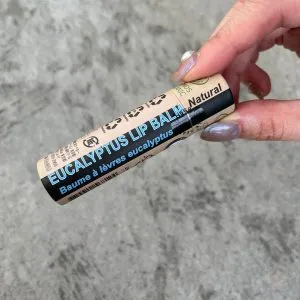 Natural
EUCALYPTUS LIP BALM
Baume à lèvres eucalyptus